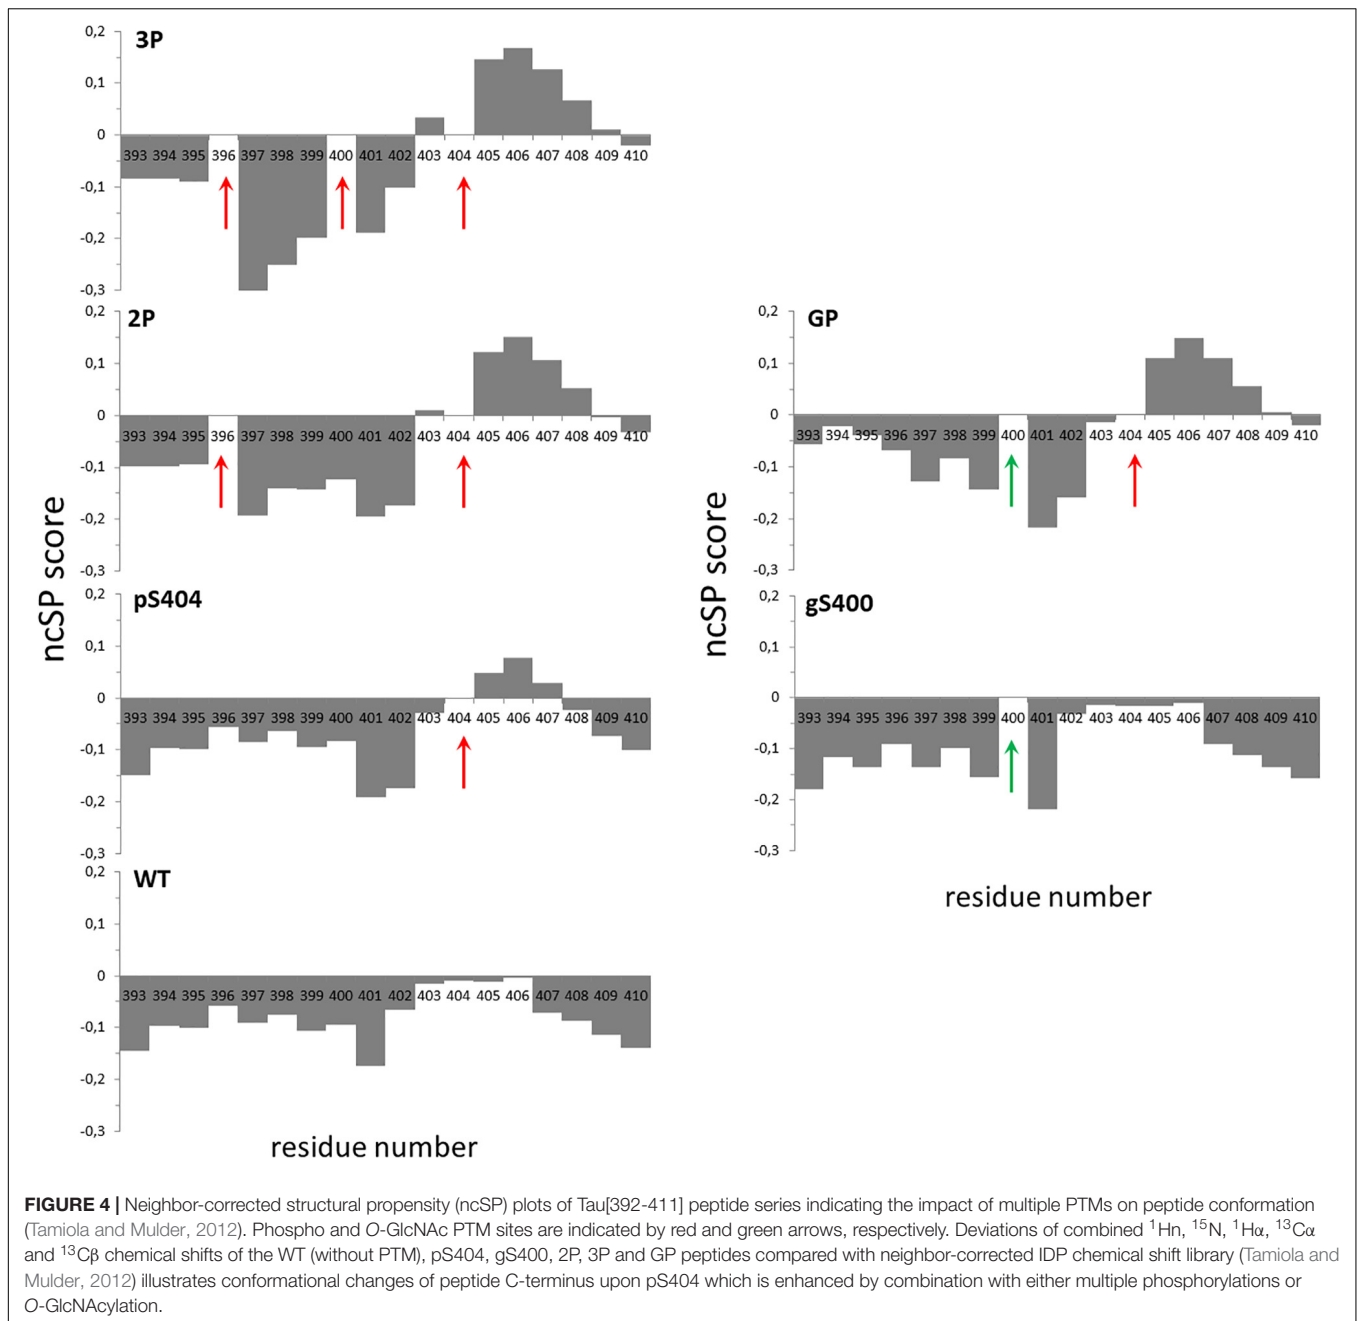 3P
0,2
0,1
0
-0,1
-0,2
-0,3
393 394 395 396 397 398 399 400 401 402 403 404 405 406 407 408 409 410
2P
0,2
0,1
0
-0,1
-0,2
-0,3
393 394 395 396 397 398 399 400 401 402 403 404 405 406 407 408 409 410
GP
0,2
0,1
0
-0,1
-0,2
-0,3
393 394 395 396 397 398 399 400 401 402 403 404 405 406 407 408 409 410
ncSP score
ncSP score
pS404
0,2
0,1
0
-0,1
-0,2
-0,3
393 394 395 396 397 398 399 400 401 402 403 404 405 406 407 408 409 410
gS400
0,2
0,1
0
-0,1
-0,2
-0,3
393 394 395 396 397 398 399 400 401 402 403 404 405 406 407 408 409 410
residue number
WT
0,2
0,1
0
-0,1
-0,2
-0,3
393 394 395 396 397 398 399 400 401 402 403 404 405 406 407 408 409 410
residue number
FIGURE 4 | Neighbor-corrected structural propensity (ncSP) plots of Tau[392-411] peptide series indicating the impact of multiple PTMs on peptide conformation
(Tamiola and Mulder, 2012). Phospho and O-GlcNAc PTM sites are indicated by red and green arrows, respectively. Deviations of combined ¹Hn, ¹⁵N, ¹Hα, ¹³Cα
and ¹³Cβ chemical shifts of the WT (without PTM), pS404, gS400, 2P, 3P and GP peptides compared with neighbor-corrected IDP chemical shift library (Tamiola and
Mulder, 2012) illustrates conformational changes of peptide C-terminus upon pS404 which is enhanced by combination with either multiple phosphorylations or
O-GlcNAcylation.